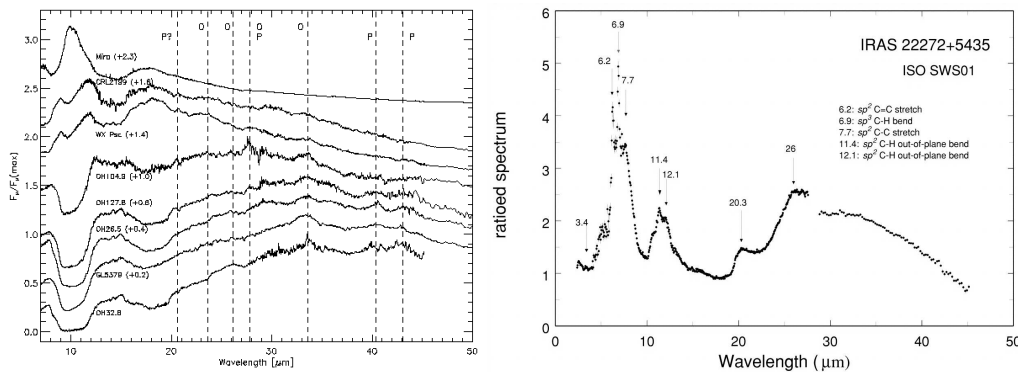 P?
O
O
O
P
O
P
P
3.0
2.5
2.0
1.5
1.0
0.5
0.0
Fν/Fν(max)
Mira (+2.3)
CRL2199 (+1.6)
WX Psc (+1.4)
OH104.9 (+1.0)
OH127.8 (+0.6)
OH26.5 (+0.4)
GL5379 (+0.2)
OH32.8
10
20
30
40
50
Wavelength [μm]
6
5
4
3
2
1
0
ratioed spectrum
IRAS 22272+5435
ISO SWS01
6.9
6.2
7.7
3.4
11.4
12.1
20.3
26
6.2: sp² C=C stretch
6.9: sp³ C-H bend
7.7: sp² C-C stretch
11.4: sp² C-H out-of-plane bend
12.1: sp² C-H out-of-plane bend
0
10
20
30
40
50
Wavelength (μm)